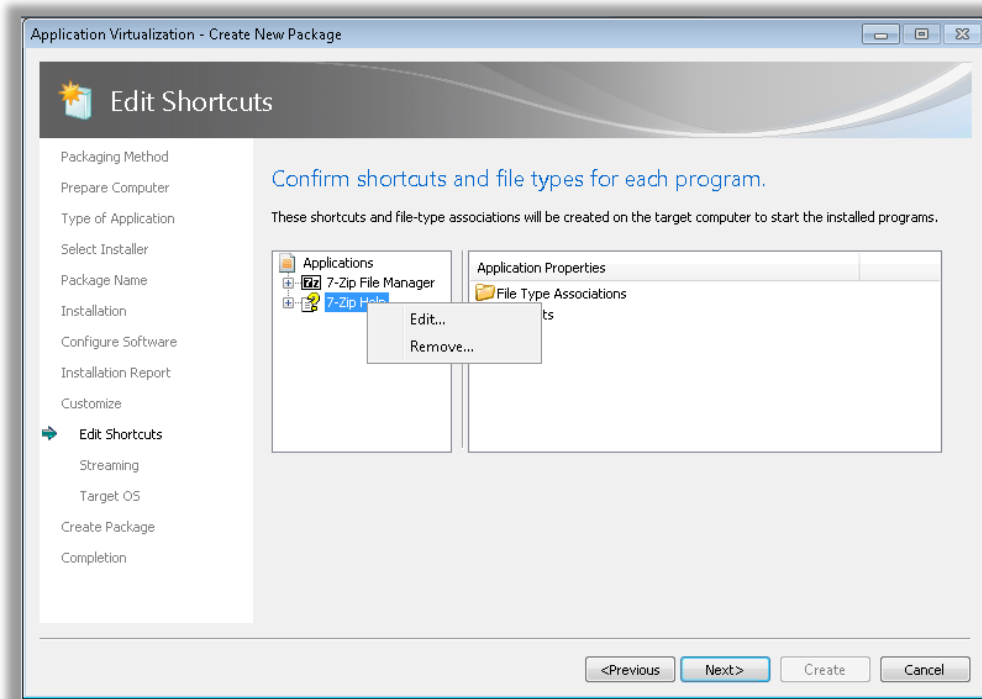 Application Virtualization - Create New Package
Edit Shortcuts
Packaging Method
Prepare Computer
Type of Application
Select Installer
Package Name
Installation
Configure Software
Installation Report
Customize
Edit Shortcuts
Streaming
Target OS
Create Package
Completion
Confirm shortcuts and file types for each program.
These shortcuts and file-type associations will be created on the target computer to start the installed programs.
Applications
7-Zip File Manager
7-Zip Help
Edit...
Remove...
Application Properties
File Type Associations
<Previous
Next>
Create
Cancel